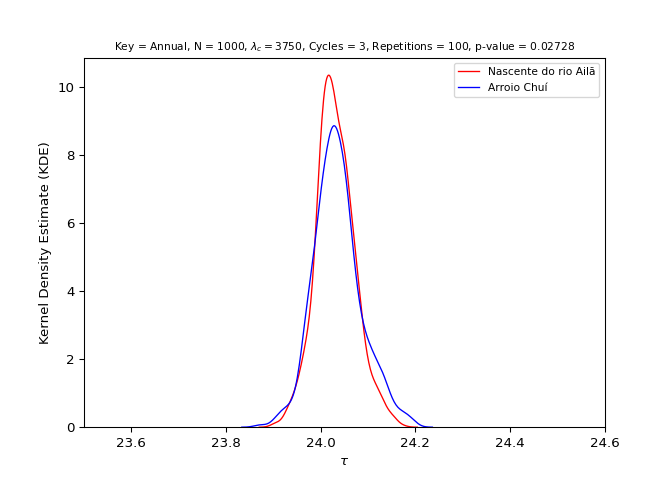 Key = Annual, N = 1000, λc = 3750, Cycles = 3, Repetitions = 100, p-value = 0.02728
Nascente do rio Ailã
Arroio Chuí
Kernel Density Estimate (KDE)
10
8
6
4
2
0
23.6 23.8 24.0 24.2 24.4 24.6
τ